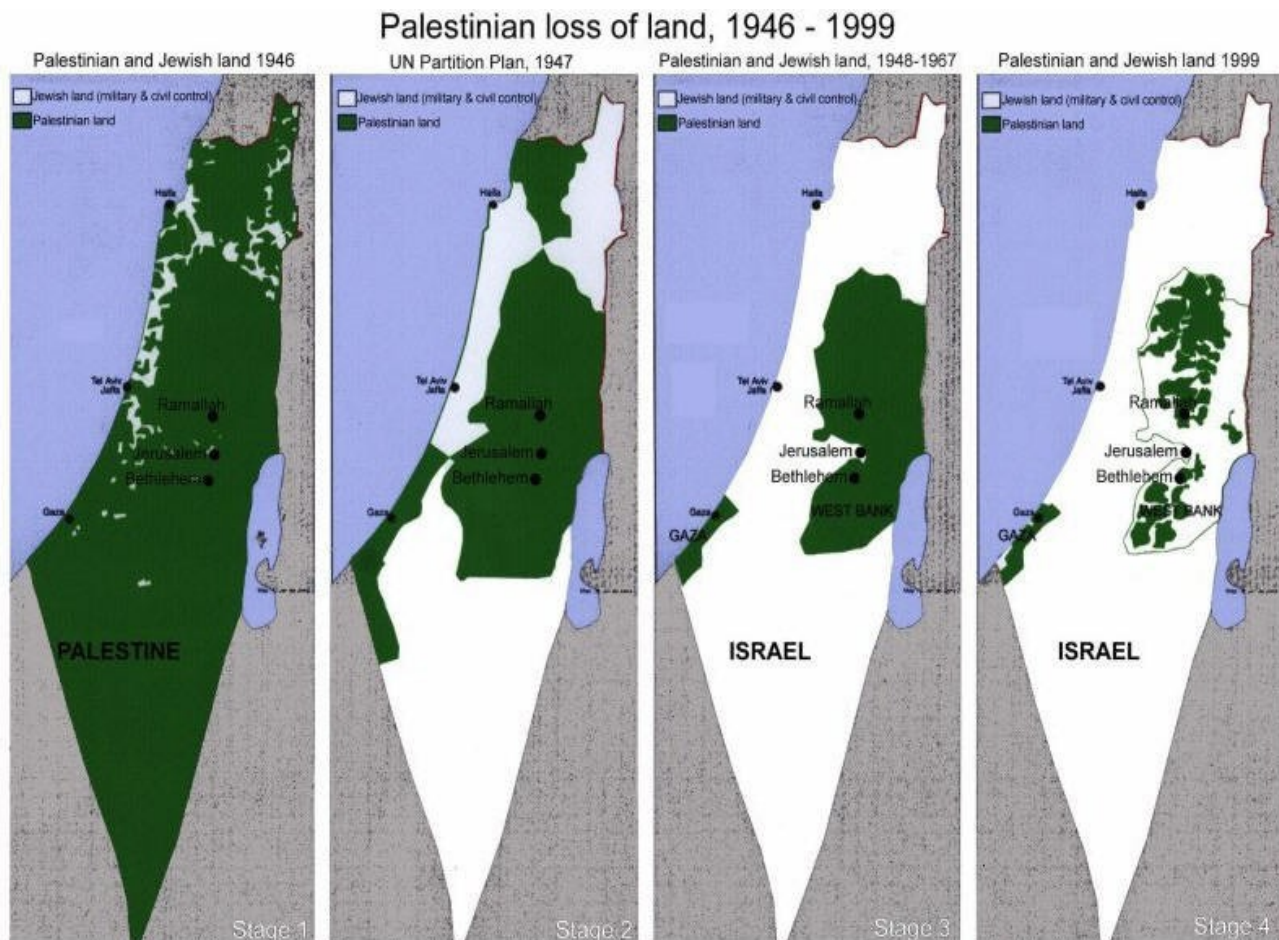 Palestinian loss of land, 1946 - 1999
Palestinian and Jewish land 1946
Jewish land (military & civil control)
Palestinian land
Haifa
Tel Aviv
Jaffa
Ramallah
Jerusalem
Bethlehem
Gaza
PALESTINE
Stage 1
UN Partition Plan, 1947
Jewish land (military & civil control)
Palestinian land
Haifa
Tel Aviv
Jaffa
Ramallah
Jerusalem
Bethlehem
Gaza
Stage 2
Palestinian and Jewish land, 1948-1967
Jewish land (military & civil control)
Palestinian land
Haifa
Tel Aviv
Jaffa
Ramallah
Jerusalem
Bethlehem
Gaza
WEST BANK
GAZA
ISRAEL
Stage 3
Palestinian and Jewish land 1999
Jewish land (military & civil control)
Palestinian land
Haifa
Tel Aviv
Jaffa
Ramallah
Jerusalem
Bethlehem
Gaza
WEST BANK
GAZA
ISRAEL
Stage 4